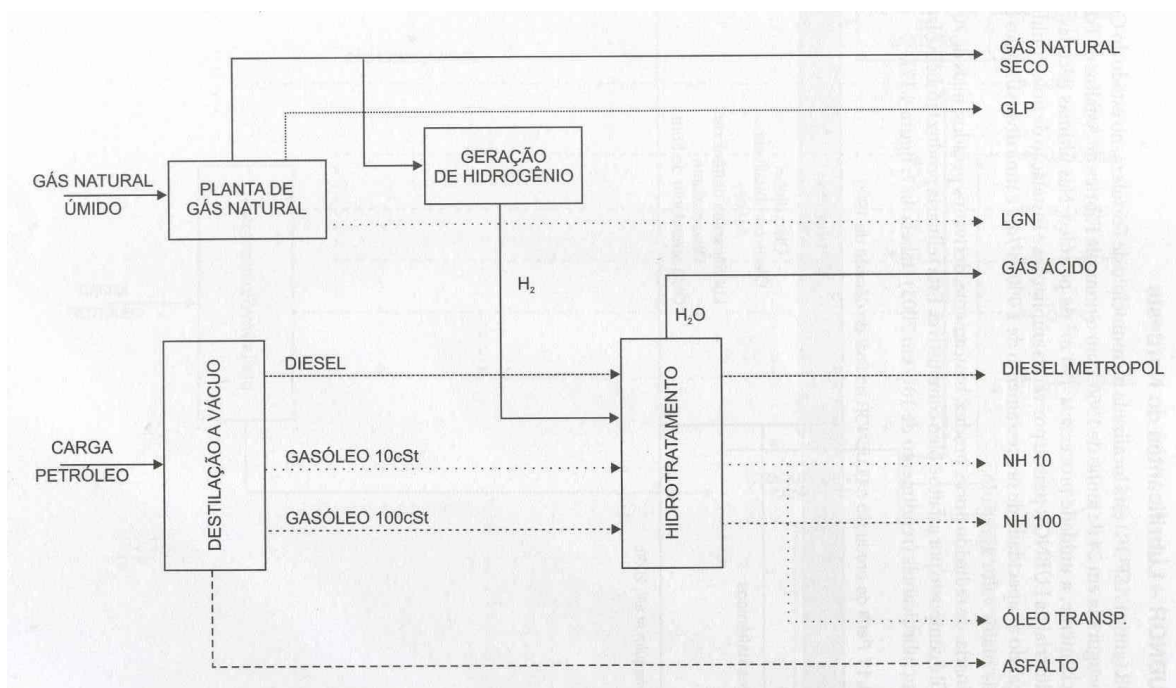 GÁS NATURAL
SECO
GLP
GERAÇÃO
DE HIDROGÊNIO
GÁS NATURAL
ÚMIDO
PLANTA DE
GÁS NATURAL
LGN
GÁS ÁCIDO
H₂
H₂O
DIESEL
DIESEL METROPOL
DESTILAÇÃO A VÁCUO
HIDROTRATAMENTO
CARGA
PETRÓLEO
GASÓLEO 10cSt
NH 10
GASÓLEO 100cSt
NH 100
ÓLEO TRANSP.
ASFALTO